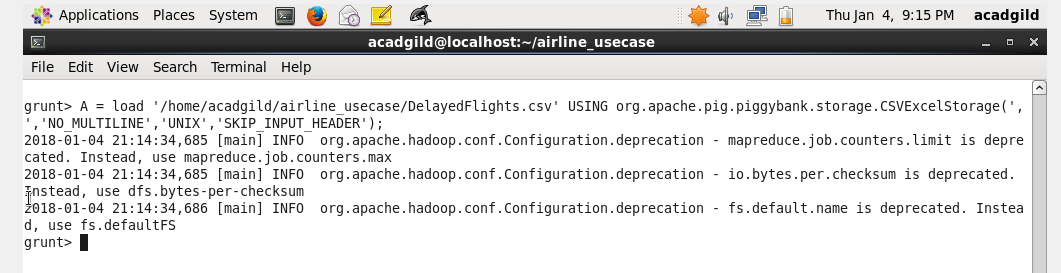 Applications Places System Thu Jan 4, 9:15 PM acadgild
acadgild@localhost:~/airline_usecase
File Edit View Search Terminal Help
grunt> A = load '/home/acadgild/airline_usecase/DelayedFlights.csv' USING org.apache.pig.piggybank.storage.CSVExcelStorage(',
','NO_MULTILINE','UNIX','SKIP_INPUT_HEADER');
2018-01-04 21:14:34,685 [main] INFO  org.apache.hadoop.conf.Configuration.deprecation - mapreduce.job.counters.limit is depre
cated. Instead, use mapreduce.job.counters.max
2018-01-04 21:14:34,685 [main] INFO  org.apache.hadoop.conf.Configuration.deprecation - io.bytes.per.checksum is deprecated.
Instead, use dfs.bytes-per-checksum
2018-01-04 21:14:34,686 [main] INFO  org.apache.hadoop.conf.Configuration.deprecation - fs.default.name is deprecated. Instea
d, use fs.defaultFS
grunt>